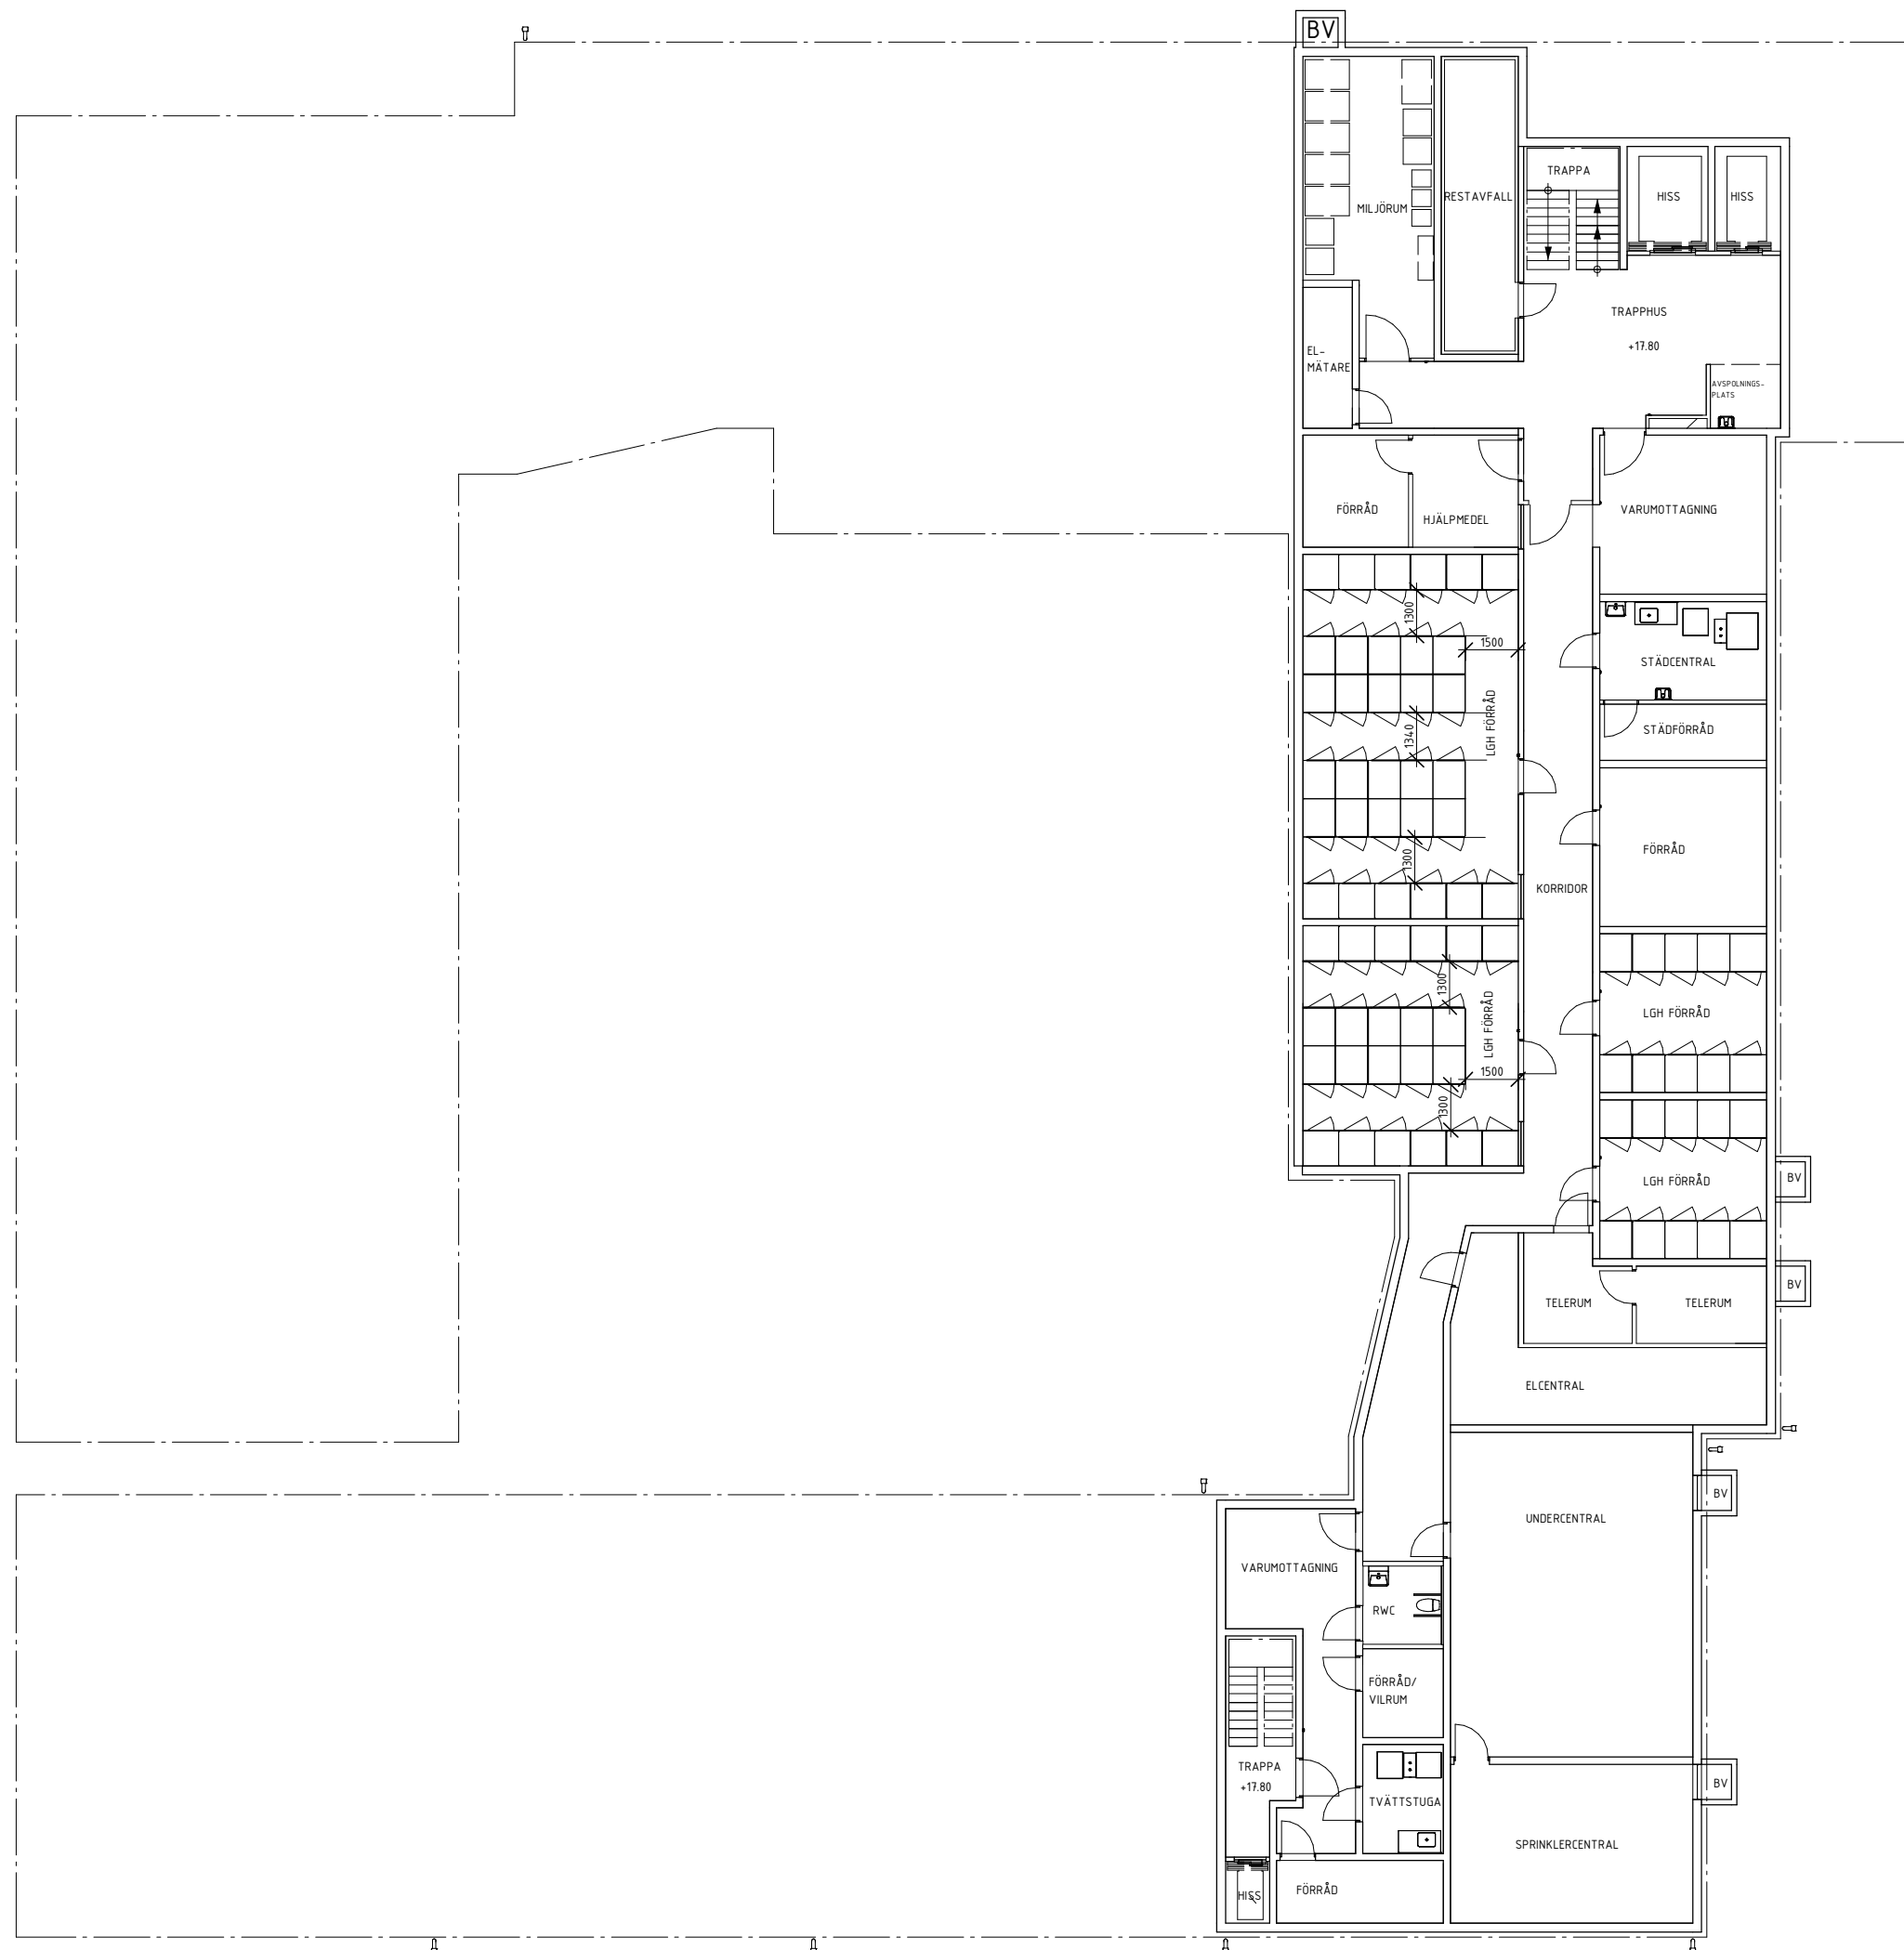 BV
TRAPPA
HISS
HISS
RESTAVFALL
MILJÖRUM
TRAPPHUS
+17.80
EL-
MÄTARE
AVSPOLNINGS-
PLATS
FÖRRÅD
HJÄLPMEDEL
VARUMOTTAGNING
1300
1500
STÄDCENTRAL
LGH FÖRRÅD
STÄDFÖRRÅD
1340
FÖRRÅD
1300
KORRIDOR
1300
LGH FÖRRÅD
LGH FÖRRÅD
1500
1300
LGH FÖRRÅD
BV
BV
TELERUM
TELERUM
ELCENTRAL
BV
UNDERCENTRAL
VARUMOTTAGNING
RWC
FÖRRÅD/
VILRUM
TRAPPA
+17.80
BV
TVÄTTSTUGA
SPRINKLERCENTRAL
FÖRRÅD
HISS